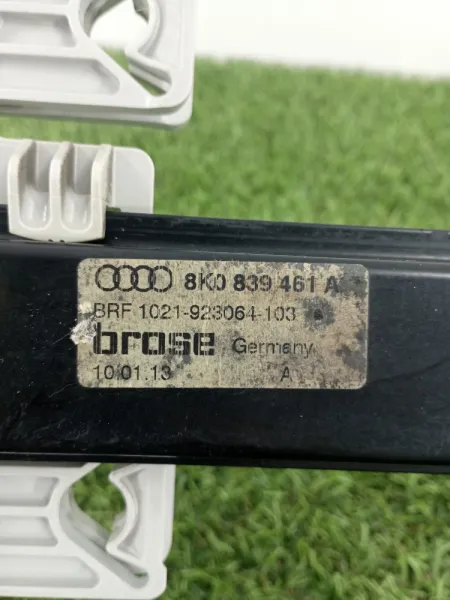 8K0 839 461 A
BRF 1021-923064-103
brose Germany
10.01.13 A